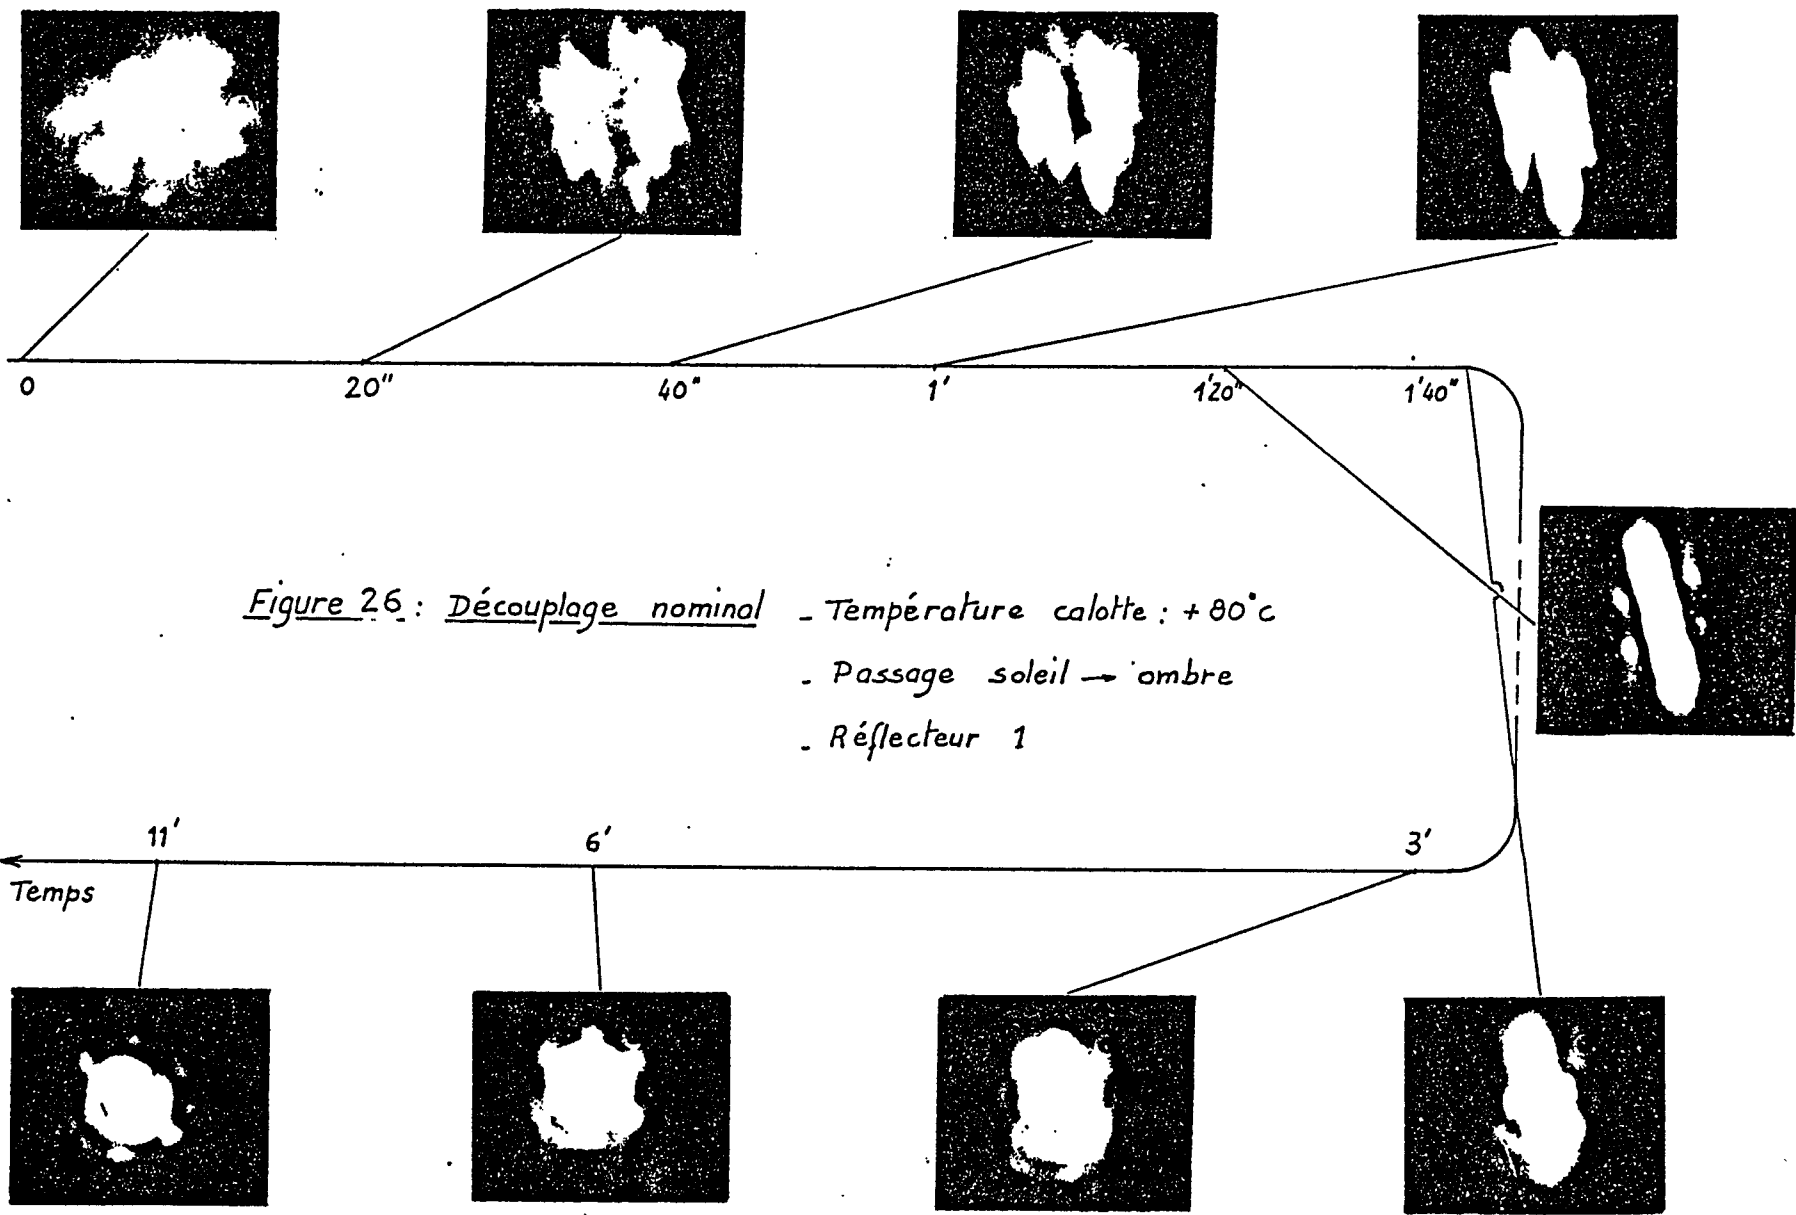 0 20" 40" 1' 1'20" 1'40"
Figure 26 : Découplage nominal - Température calotte : + 80°c
- Passage soleil → ombre
- Réflecteur 1
11' 6' 3'
Temps